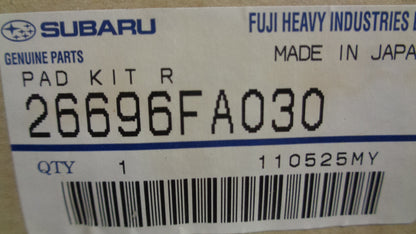 SUBARU FUJI HEAVY INDUSTRIES
GENUINE PARTS MADE IN JAPA
PAD KIT R
26696FA030
QTY 1 110525MY